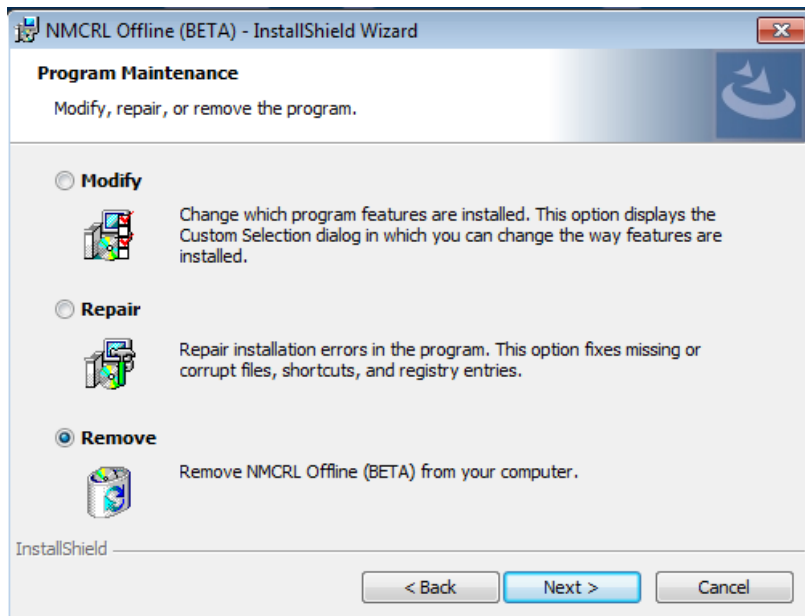 NMCRL Offline (BETA) - InstallShield Wizard
Program Maintenance
Modify, repair, or remove the program.
Modify
Change which program features are installed. This option displays the
Custom Selection dialog in which you can change the way features are
installed.
Repair
Repair installation errors in the program. This option fixes missing or
corrupt files, shortcuts, and registry entries.
Remove
Remove NMCRL Offline (BETA) from your computer.
InstallShield
< Back Next > Cancel